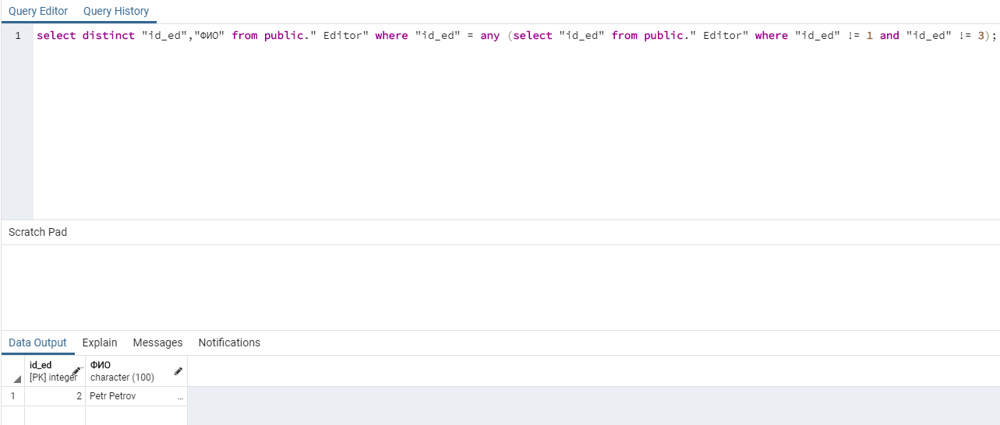 Query Editor Query History
1 select distinct "id_ed","ФИО" from public." Editor" where "id_ed" = any (select "id_ed" from public." Editor" where "id_ed" != 1 and "id_ed" != 3);
Scratch Pad
Data Output Explain Messages Notifications
id_ed ФИО
[PK] integer character (100)
1 2 Petr Petrov ...